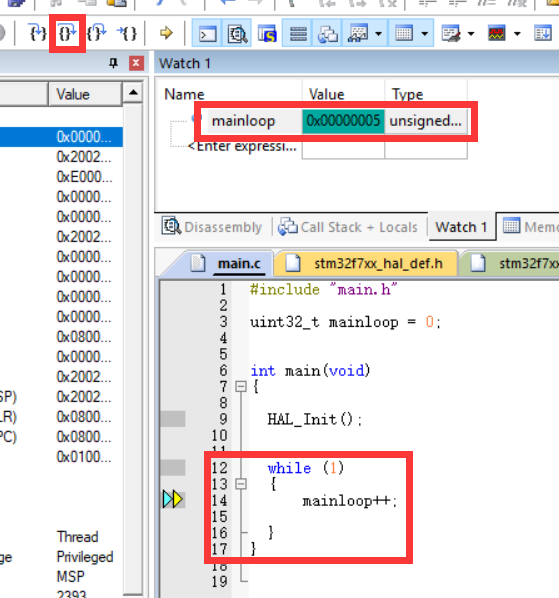 Value
0x0000...
0x2002...
0xE000...
0x0000...
0x0000...
0x2002...
0x0000...
0x0000...
0x0000...
0x0000...
0x0800...
0x0000...
0x2002...
SP) 0x2002...
LR) 0x0800...
PC) 0x0800...
0x0100...
Thread
ge Privileged
MSP
2393
Watch 1
Name Value Type
mainloop 0x00000005 unsigned...
<Enter expressi...
Disassembly Call Stack + Locals Watch 1 Memo
main.c stm32f7xx_hal_def.h stm32f7xx
1 #include "main.h"
2
3 uint32_t mainloop = 0;
4
5
6 int main(void)
7 {
8
9 HAL_Init();
10
11
12 while (1)
13 {
14 mainloop++;
15
16 }
17 }
18
19